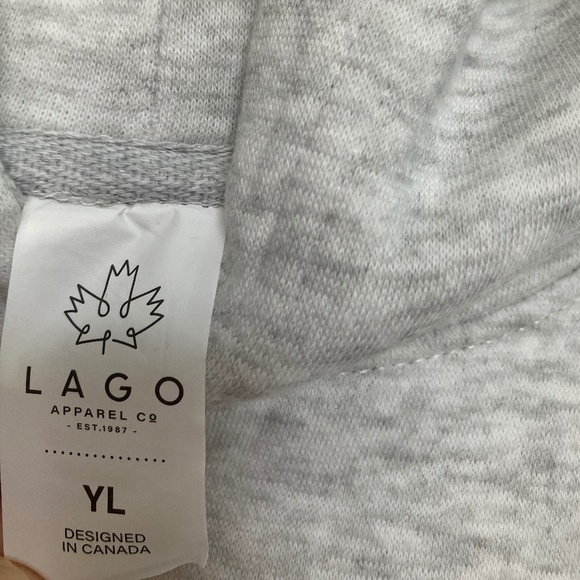 LAGO
APPAREL Cº
- EST.1987 -
YL
DESIGNED
IN CANADA